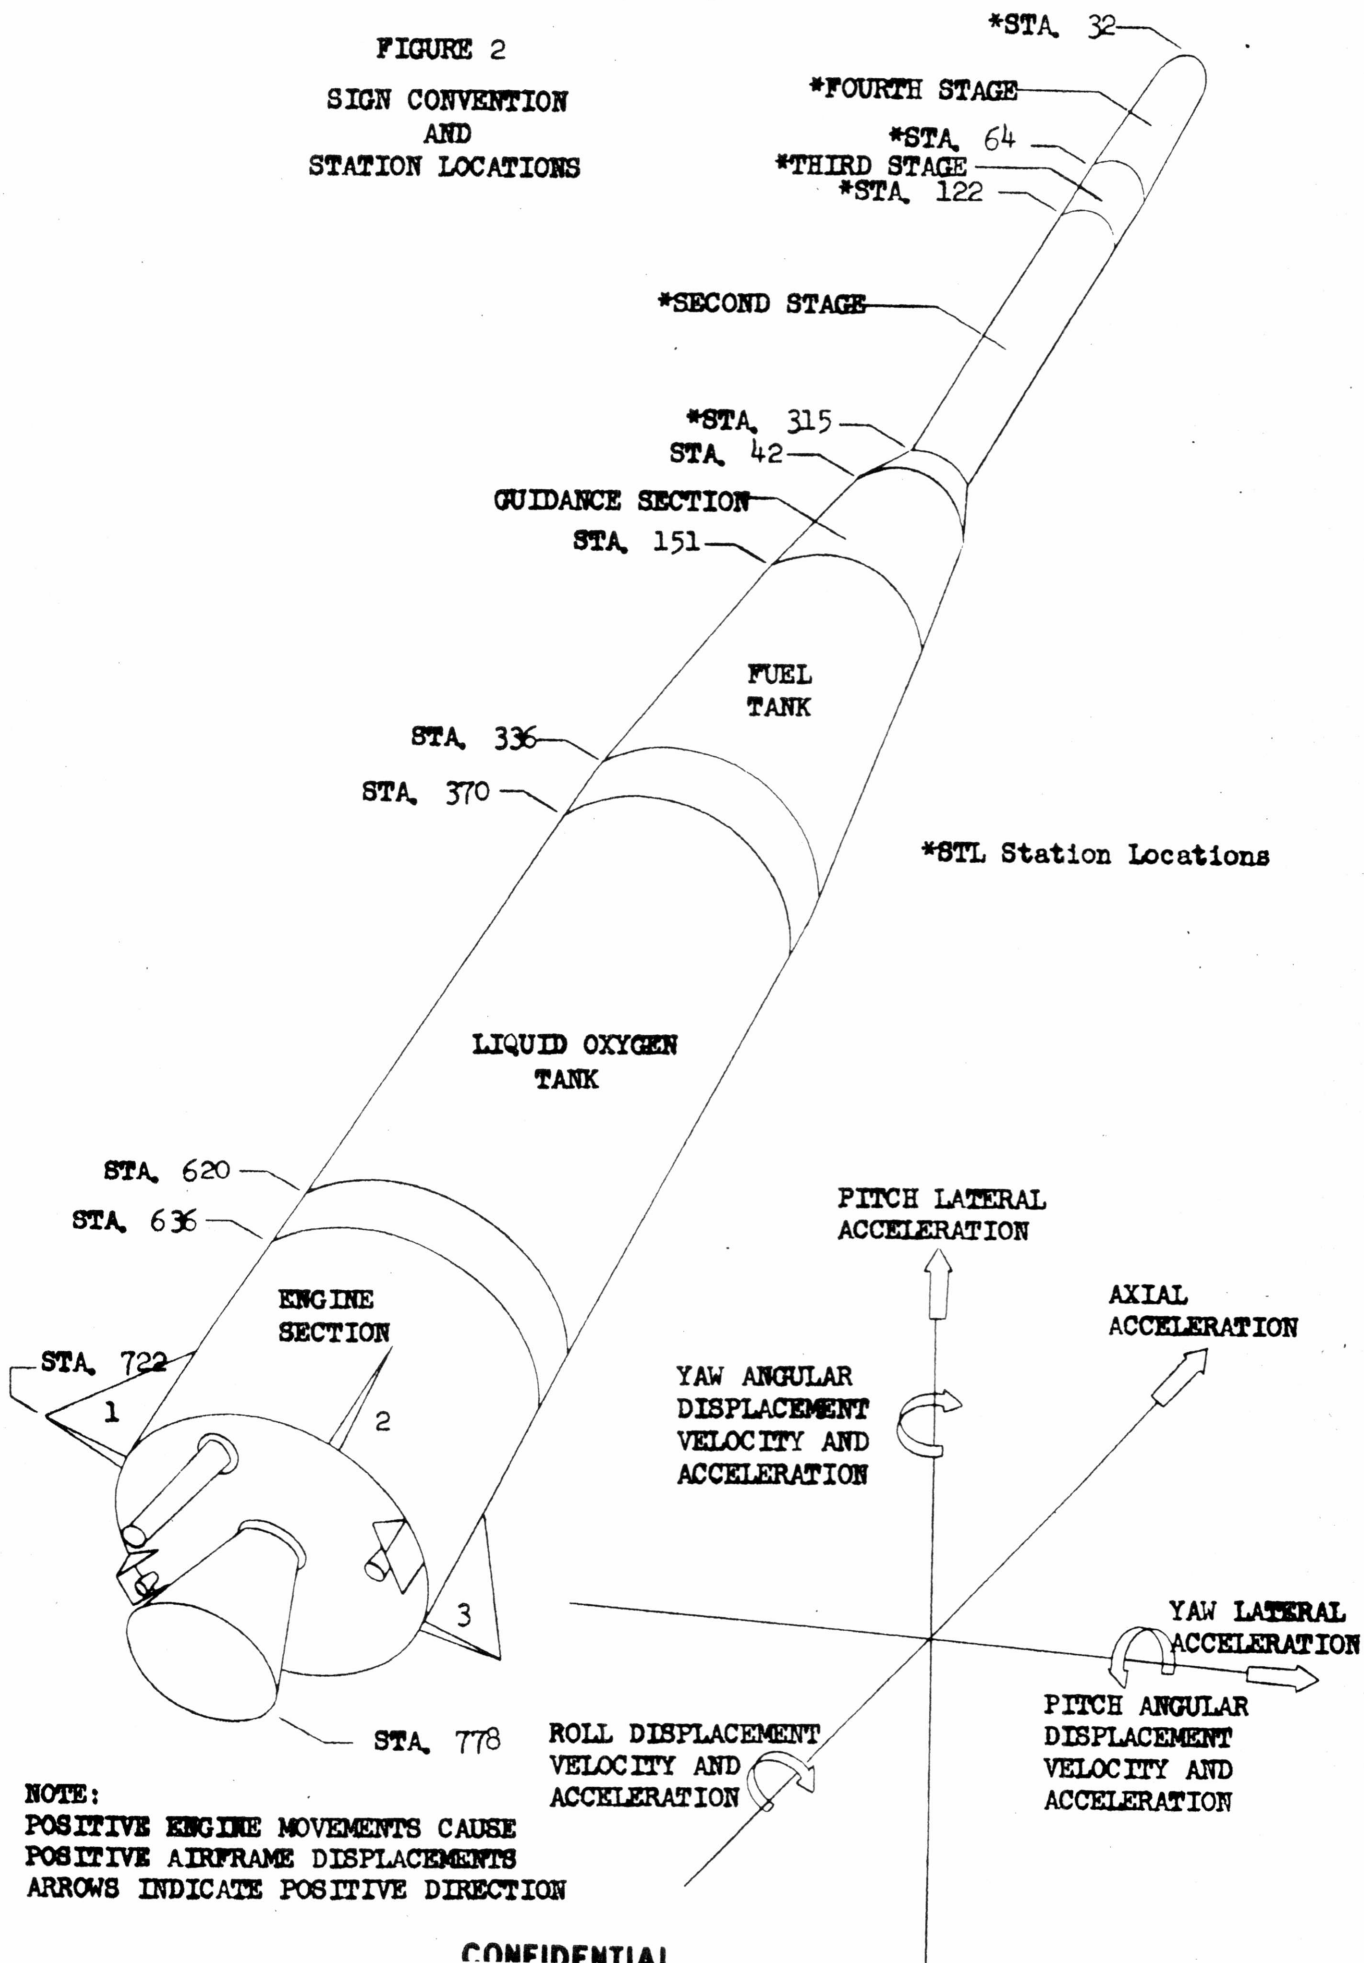 FIGURE 2
SIGN CONVENTION
AND
STATION LOCATIONS
*STA. 32
*FOURTH STAGE
*STA. 64
*THIRD STAGE
*STA. 122
*SECOND STAGE
*STA. 315
STA. 42
GUIDANCE SECTION
STA. 151
FUEL
TANK
STA. 336
STA. 370
*STL Station Locations
LIQUID OXYGEN
TANK
STA. 620
STA. 636
ENGINE
SECTION
STA. 722
1
2
3
STA. 778
PITCH LATERAL
ACCELERATION
AXIAL
ACCELERATION
YAW ANGULAR
DISPLACEMENT
VELOCITY AND
ACCELERATION
YAW LATERAL
ACCELERATION
PITCH ANGULAR
DISPLACEMENT
VELOCITY AND
ACCELERATION
ROLL DISPLACEMENT
VELOCITY AND
ACCELERATION
NOTE:
POSITIVE ENGINE MOVEMENTS CAUSE
POSITIVE AIRFRAME DISPLACEMENTS
ARROWS INDICATE POSITIVE DIRECTION
CONFIDENTIAL